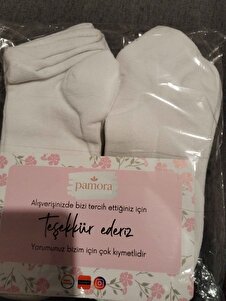 pamora
Alışverişinizde bizi tercih ettiğiniz için
Teşekkür ederiz
Yorumunuz bizim için çok kıymetlidir